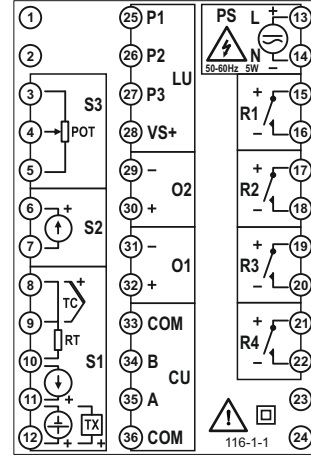 1
2
3
4
5
POT
S3
6
7
S2
8
9
10
11
12
TC
RT
S1
TX
+
+
+
+
+
25 P1
26 P2
27 P3
28 VS+
LU
29 −
30 +
O2
31 −
32 +
O1
33 COM
34 B
35 A
36 COM
CU
PS L + 13
N − 14
50-60Hz 5W
+ 15
R1
− 16
+ 17
R2
− 18
+ 19
R3
− 20
+ 21
R4
− 22
23
24
116-1-1